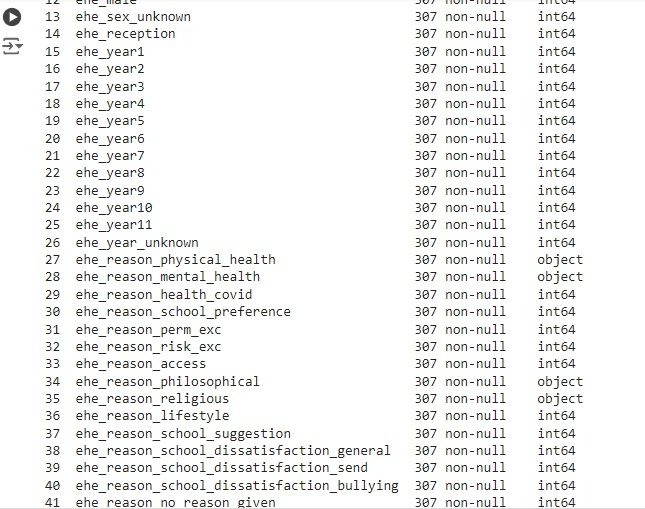 12 ehe_male 307 non-null int64
13 ehe_sex_unknown 307 non-null int64
14 ehe_reception 307 non-null int64
15 ehe_year1 307 non-null int64
16 ehe_year2 307 non-null int64
17 ehe_year3 307 non-null int64
18 ehe_year4 307 non-null int64
19 ehe_year5 307 non-null int64
20 ehe_year6 307 non-null int64
21 ehe_year7 307 non-null int64
22 ehe_year8 307 non-null int64
23 ehe_year9 307 non-null int64
24 ehe_year10 307 non-null int64
25 ehe_year11 307 non-null int64
26 ehe_year_unknown 307 non-null int64
27 ehe_reason_physical_health 307 non-null object
28 ehe_reason_mental_health 307 non-null object
29 ehe_reason_health_covid 307 non-null int64
30 ehe_reason_school_preference 307 non-null int64
31 ehe_reason_perm_exc 307 non-null int64
32 ehe_reason_risk_exc 307 non-null int64
33 ehe_reason_access 307 non-null int64
34 ehe_reason_philosophical 307 non-null object
35 ehe_reason_religious 307 non-null object
36 ehe_reason_lifestyle 307 non-null int64
37 ehe_reason_school_suggestion 307 non-null int64
38 ehe_reason_school_dissatisfaction_general 307 non-null int64
39 ehe_reason_school_dissatisfaction_send 307 non-null int64
40 ehe_reason_school_dissatisfaction_bullying 307 non-null int64
41 ehe_reason_no_reason_given 307 non-null int64